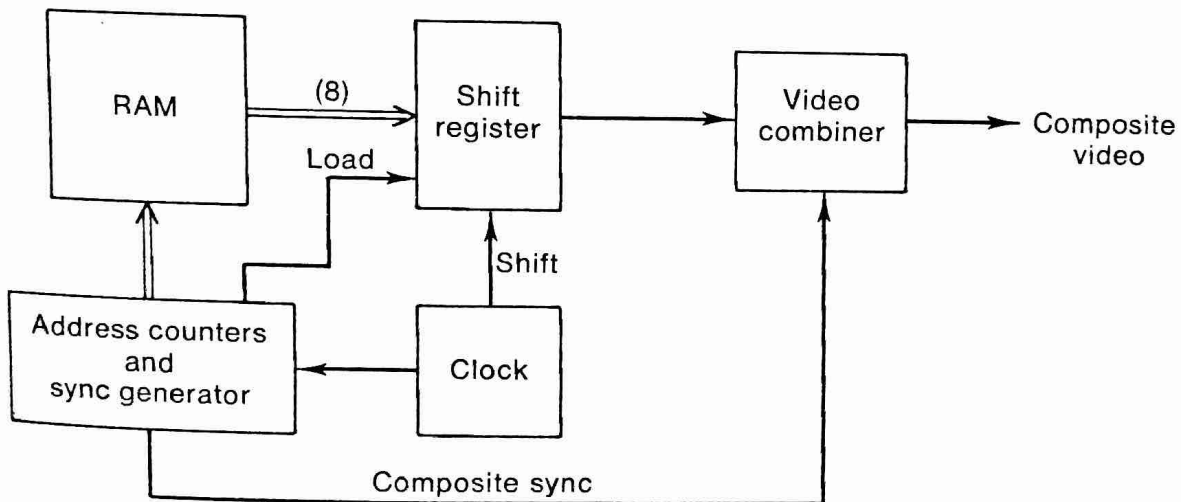 RAM
(8)
Shift
register
Video
combiner
Composite
video
Load
Shift
Address counters
and
sync generator
Clock
Composite sync